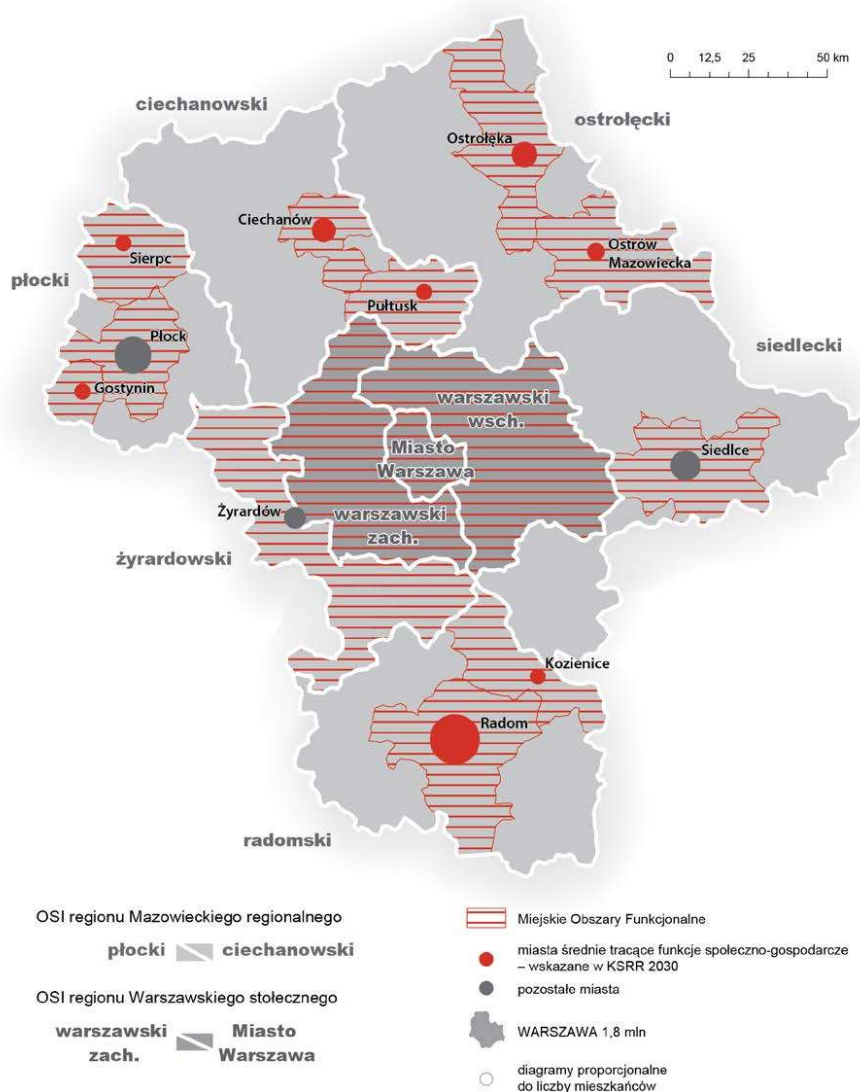 0 12,5 25 50 km
ciechanowski
ostrołęcki
Ostrołęka
Ciechanów
Sierpc
Ostrów
Mazowiecka
płocki
Pułtusk
Płock
siedlecki
Gostynin
warszawski
wsch.
Miasto
Warszawa
Siedlce
Żyrardów
warszawski
zach.
żyrardowski
Kozienice
Radom
radomski
OSI regionu Mazowieckiego regionalnego
płocki ciechanowski
OSI regionu Warszawskiego stołecznego
warszawski
zach.
Miasto
Warszawa
Miejskie Obszary Funkcjonalne
miasta średnie tracące funkcje społeczno-gospodarcze
– wskazane w KSRR 2030
pozostałe miasta
WARSZAWA 1,8 mln
diagramy proporcjonalne
do liczby mieszkańców